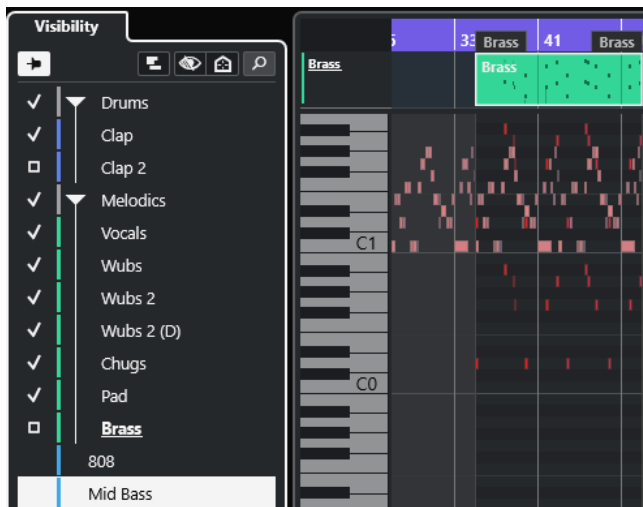 Visibility
Drums
Clap
Clap 2
Melodics
Vocals
Wubs
Wubs 2
Wubs 2 (D)
Chugs
Pad
Brass
808
Mid Bass
33 Brass 41 Brass
Brass Brass
C1
C0